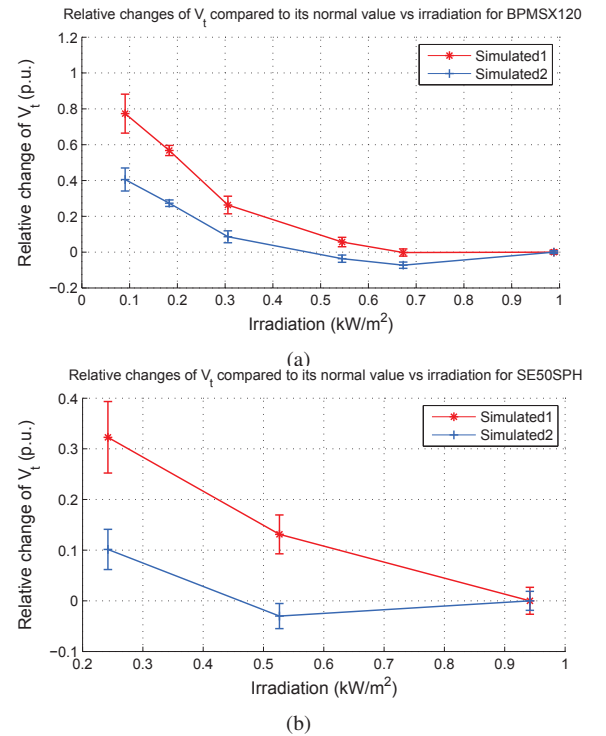 Relative changes of Vt compared to its normal value vs irradiation for BPMSX120
Relative change of Vt (p.u.)
1.2
1
0.8
0.6
0.4
0.2
0
−0.2
Simulated1
Simulated2
0 0.1 0.2 0.3 0.4 0.5 0.6 0.7 0.8 0.9 1
Irradiation (kW/m²)
(a)
Relative changes of Vt compared to its normal value vs irradiation for SE50SPH
Relative change of Vt (p.u.)
0.4
0.3
0.2
0.1
0
−0.1
Simulated1
Simulated2
0.2 0.3 0.4 0.5 0.6 0.7 0.8 0.9 1
Irradiation (kW/m²)
(b)